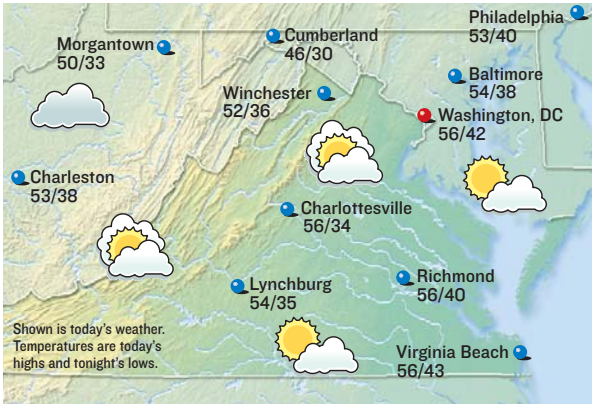 Philadelphia
53/40
Cumberland
46/30
Morgantown
50/33
Baltimore
54/38
Winchester
52/36
Washington, DC
56/42
Charleston
53/38
Charlottesville
56/34
Richmond
56/40
Lynchburg
54/35
Shown is today's weather.
Temperatures are today's
highs and tonight's lows.
Virginia Beach
56/43